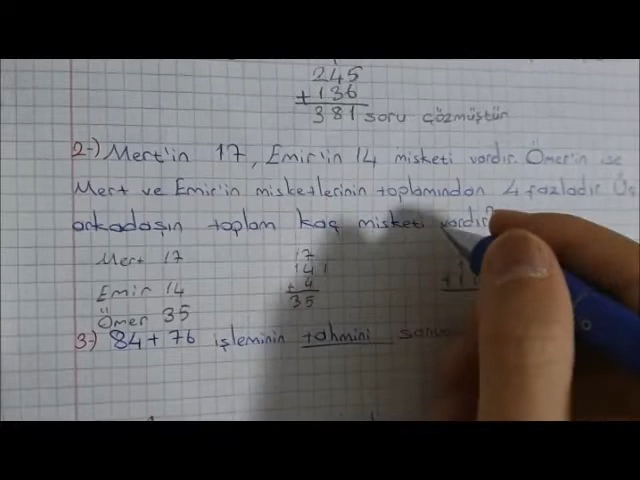 245
+ 136
381 soru çözmüştür
2-) Mert'in 17, Emir'in 14 misketi vardır. Ömer'in ise
Mert ve Emir'in misketlerinin toplamından 4 fazladır. Üç
arkadaşın toplam kaç misketi vardır?
Mert 17
Emir 14
Ömer 35
17
14
+ 4
35
3-) 84+76 işleminin tahmini